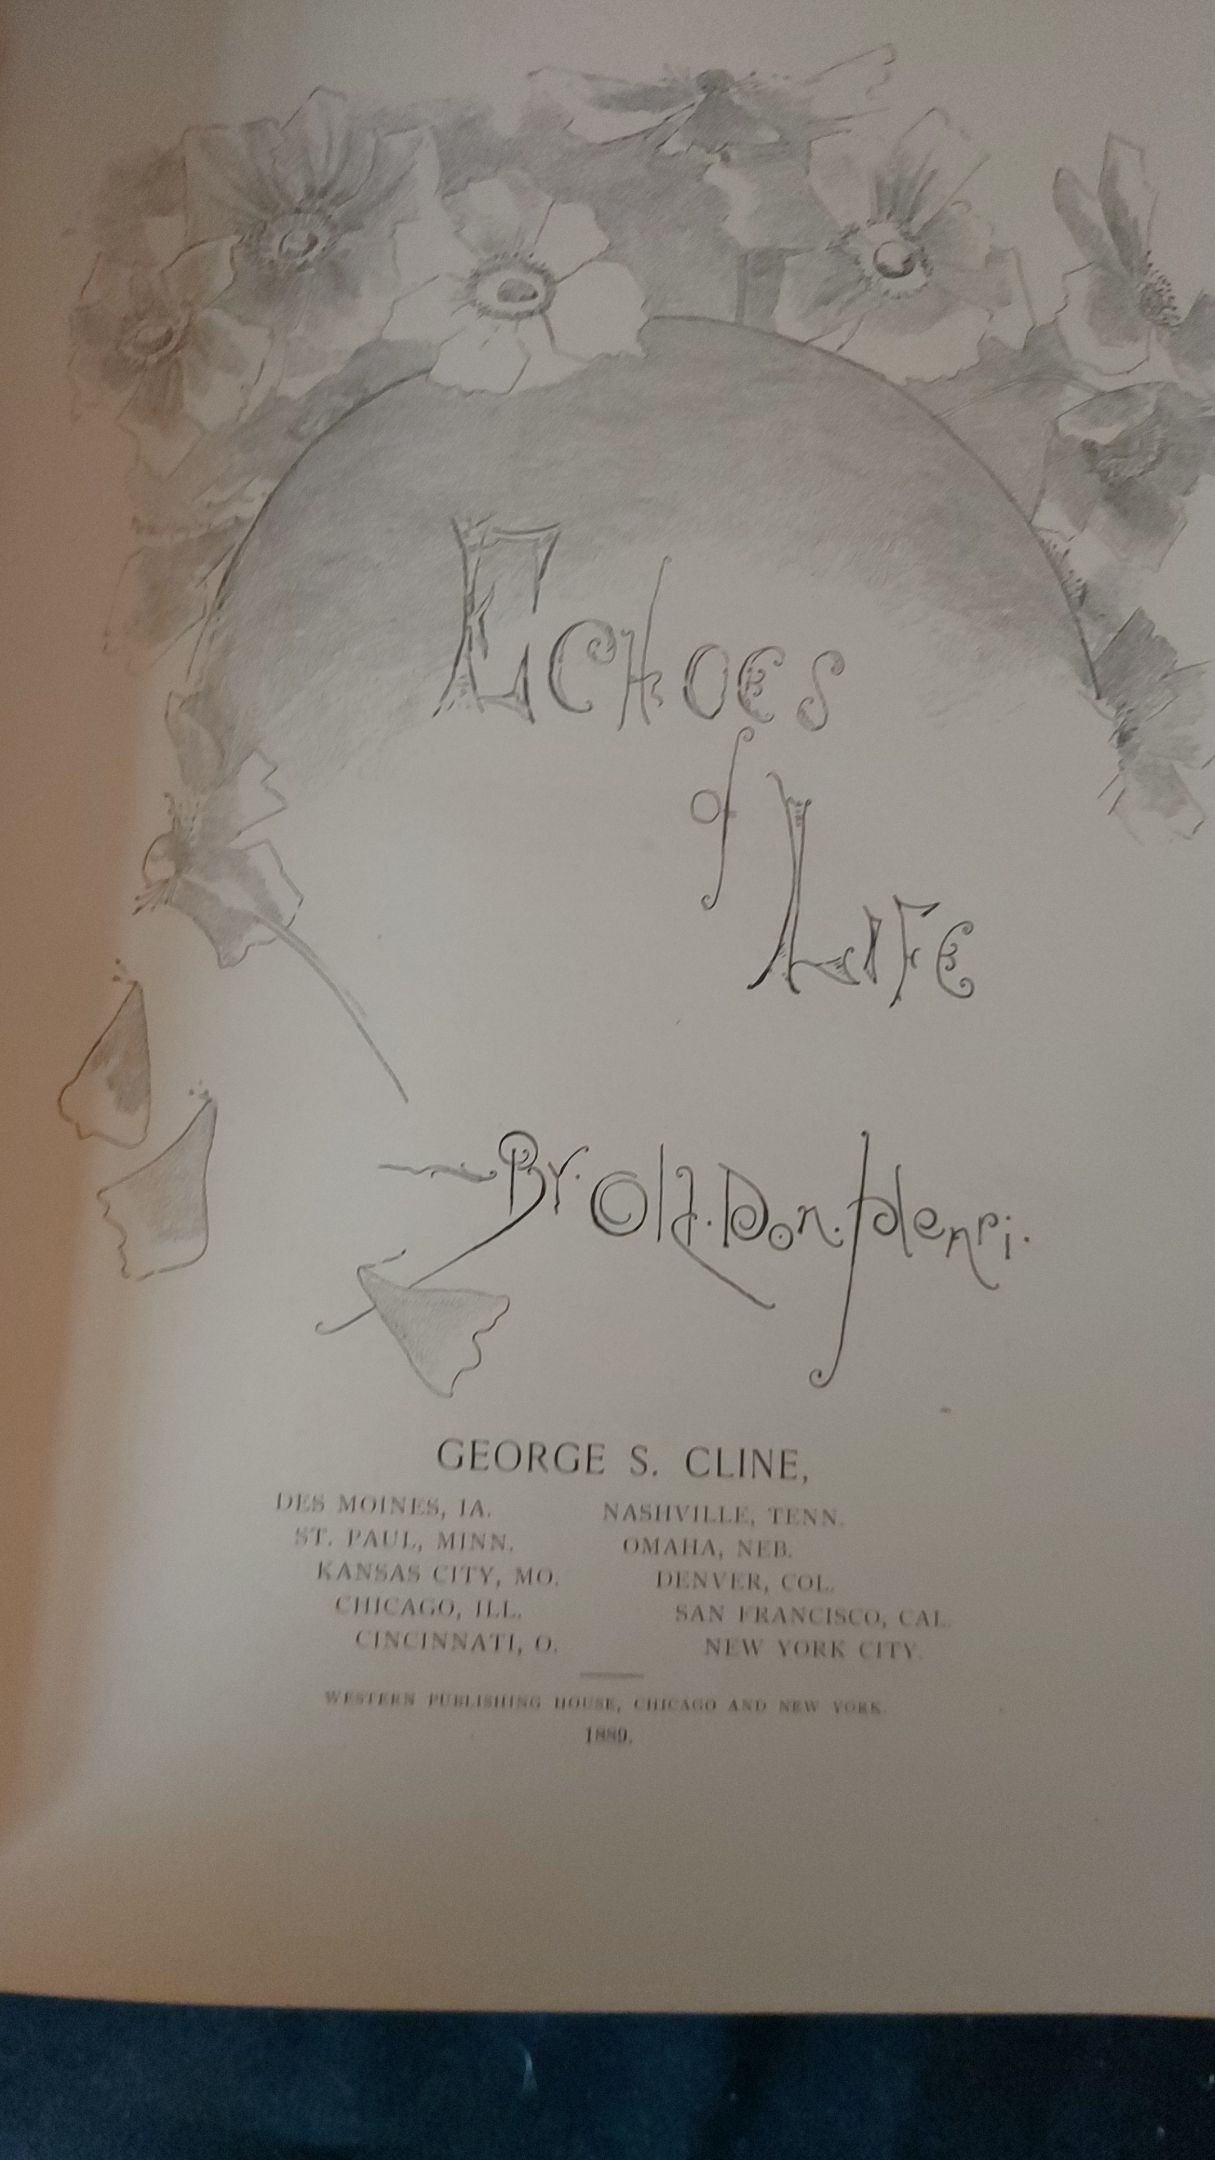 ECHOES
of
LIFE
BY. Old. Don. Henri.
GEORGE S. CLINE,
DES MOINES, IA. NASHVILLE, TENN.
ST. PAUL, MINN. OMAHA, NEB.
KANSAS CITY, MO. DENVER, COL.
CHICAGO, ILL. SAN FRANCISCO, CAL.
CINCINNATI, O. NEW YORK CITY.
WESTERN PUBLISHING HOUSE, CHICAGO AND NEW YORK.
1889.